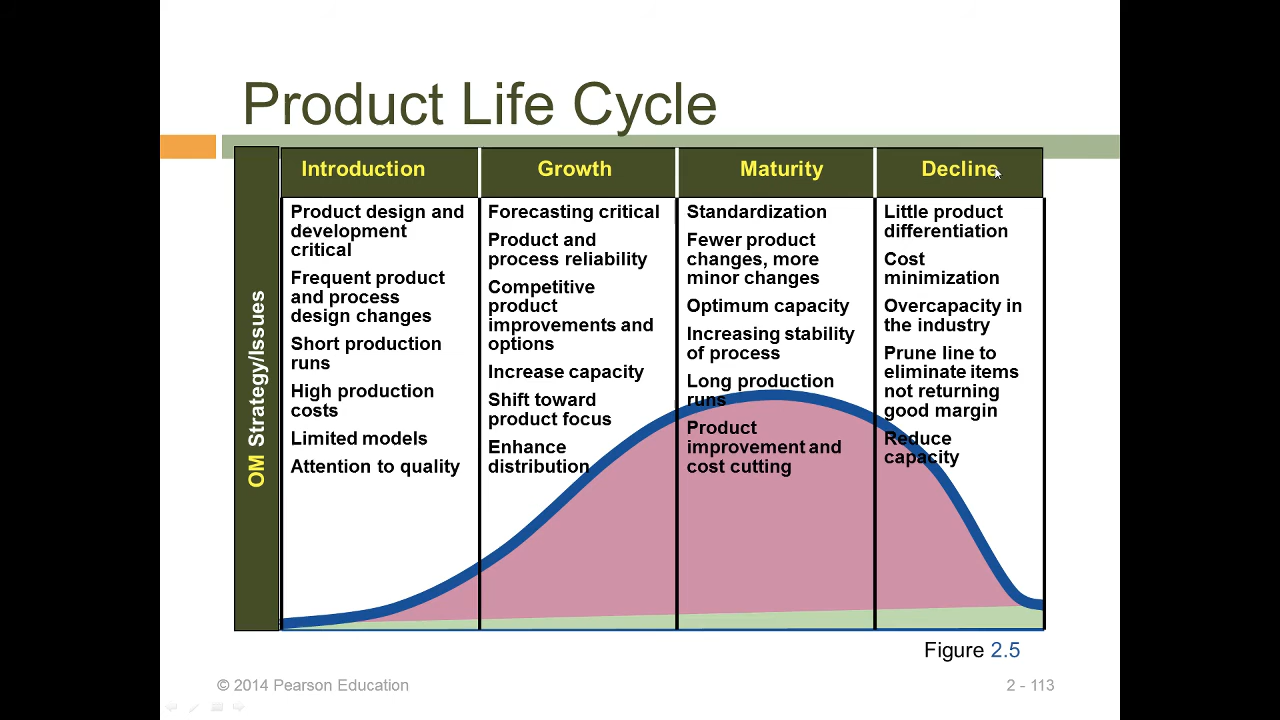 Product Life Cycle
Introduction
Growth
Maturity
Decline
OM Strategy/Issues
Product design and
development
critical
Frequent product
and process
design changes
Short production
runs
High production
costs
Limited models
Attention to quality
Forecasting critical
Product and
process reliability
Competitive
product
improvements and
options
Increase capacity
Shift toward
product focus
Enhance
distribution
Standardization
Fewer product
changes, more
minor changes
Optimum capacity
Increasing stability
of process
Long production
runs
Product
improvement and
cost cutting
Little product
differentiation
Cost
minimization
Overcapacity in
the industry
Prune line to
eliminate items
not returning
good margin
Reduce
capacity
Figure 2.5
© 2014 Pearson Education
2 - 113